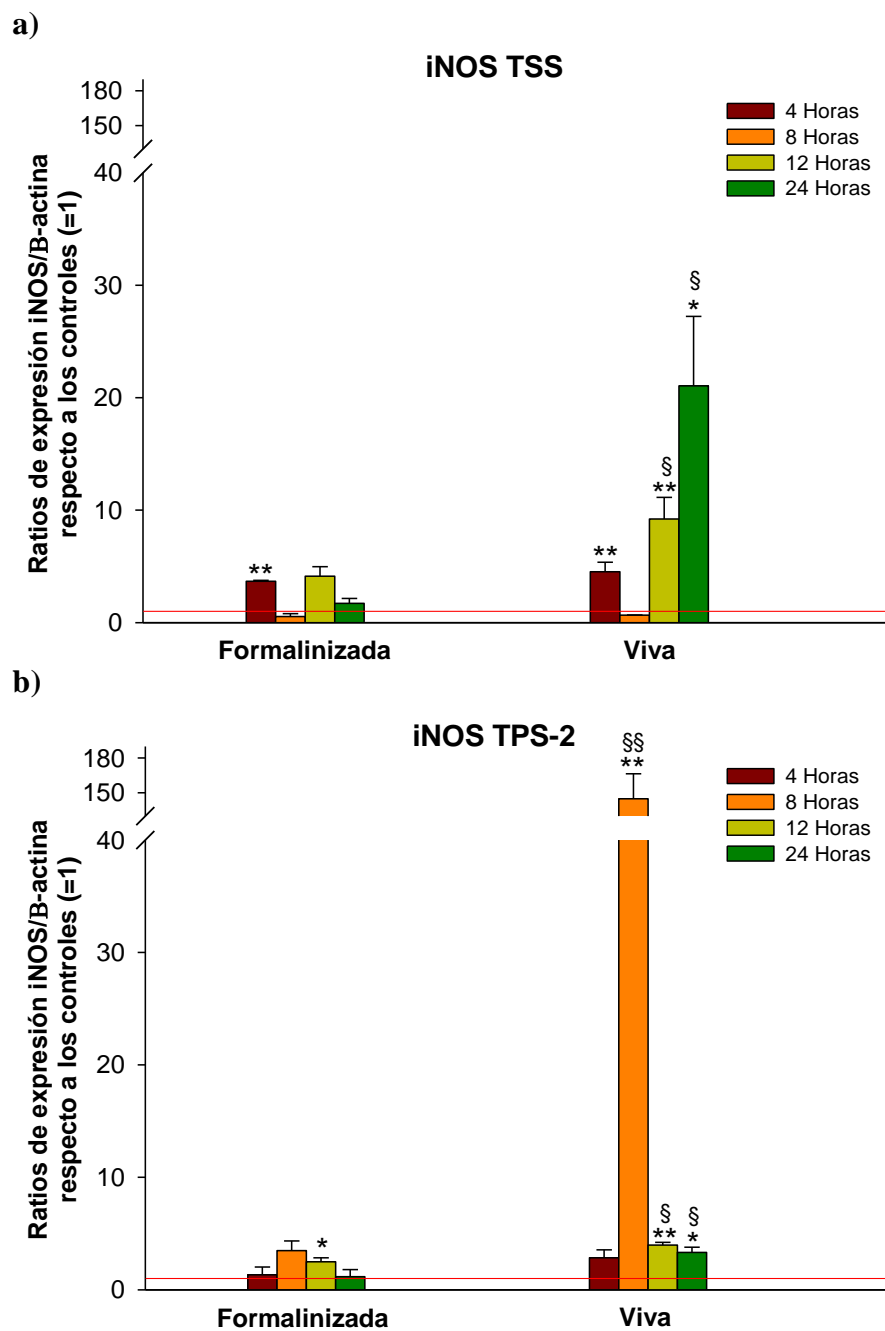 a)
iNOS TSS
180
150
40
30
20
10
0
Ratios de expresión iNOS/B-actina
respecto a los controles (=1)
4 Horas
8 Horas
12 Horas
24 Horas
**
**
§
**
§
*
Formalinizada Viva
b)
iNOS TPS-2
180
150
40
30
20
10
0
Ratios de expresión iNOS/B-actina
respecto a los controles (=1)
4 Horas
8 Horas
12 Horas
24 Horas
*
§§
**
§
**
§
*
Formalinizada Viva